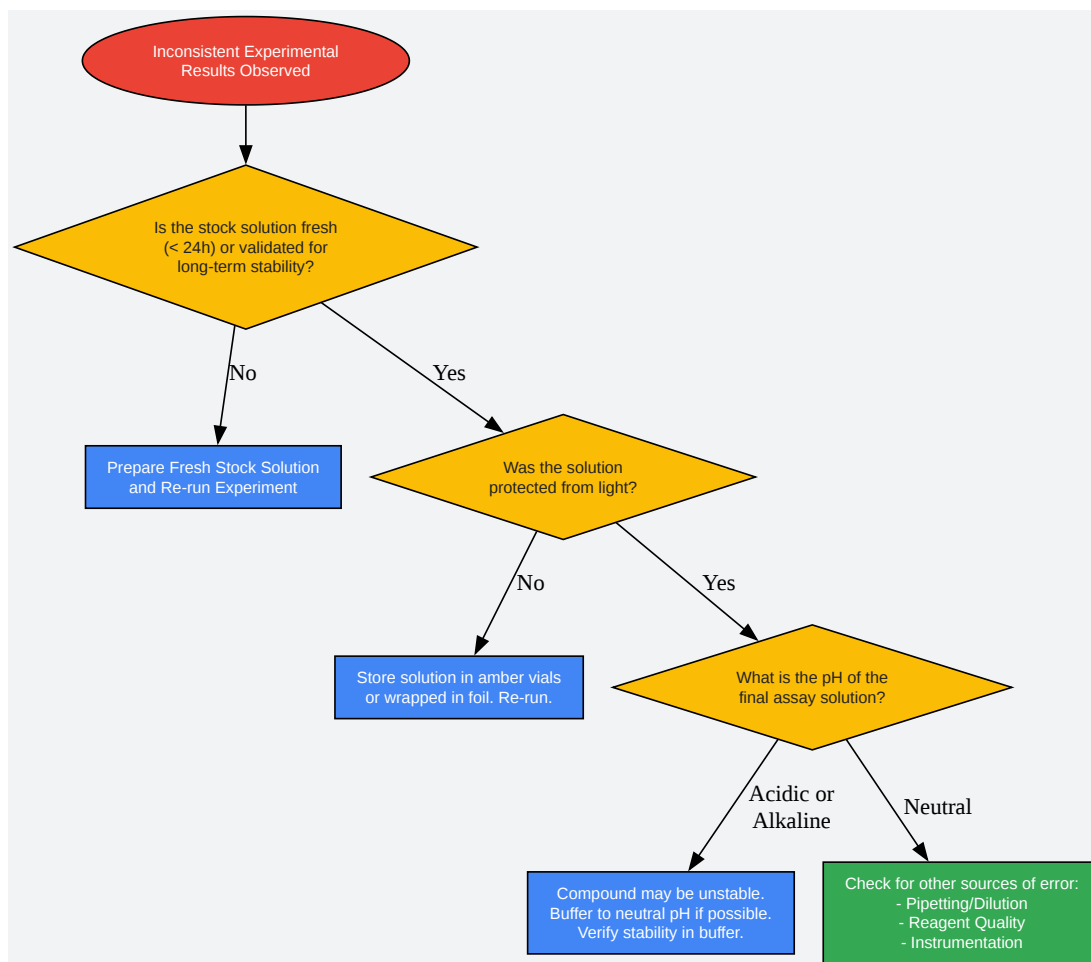 Inconsistent Experimental
Results Observed
Is the stock solution fresh
(< 24h) or validated for
long-term stability?
No
Yes
Prepare Fresh Stock Solution
and Re-run Experiment
Was the solution
protected from light?
No
Yes
Store solution in amber vials
or wrapped in foil. Re-run.
What is the pH of the
final assay solution?
Acidic or
Alkaline
Neutral
Compound may be unstable.
Buffer to neutral pH if possible.
Verify stability in buffer.
Check for other sources of error:
- Pipetting/Dilution
- Reagent Quality
- Instrumentation